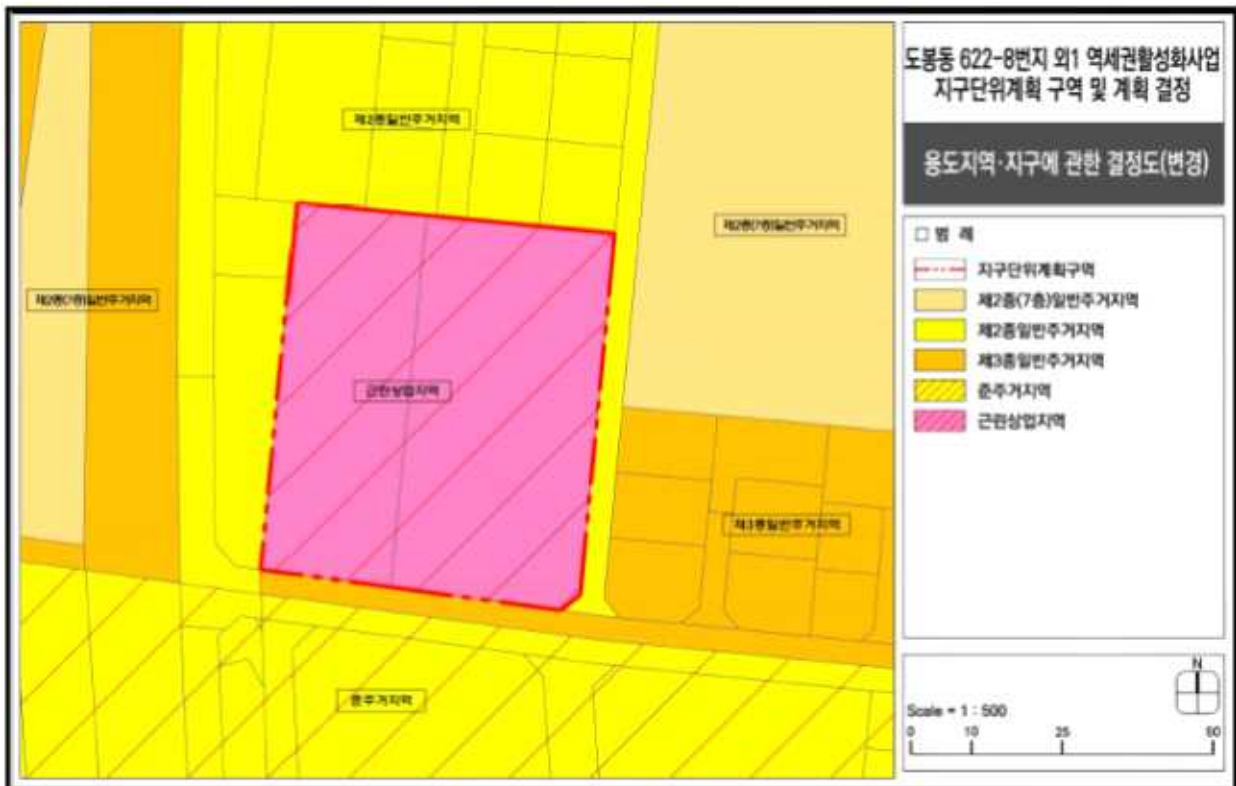 도봉동 622-8번지 외1 역세권활성화사업
지구단위계획 구역 및 계획 결정
용도지역·지구에 관한 결정도(변경)
□ 범 례
지구단위계획구역
제2종(7층)일반주거지역
제2종일반주거지역
제3종일반주거지역
준주거지역
근린상업지역
제2종일반주거지역
제2종(7층)일반주거지역
제2종(7층)일반주거지역
근린상업지역
제3종일반주거지역
준주거지역
N
Scale = 1 : 500
0 10 25 50